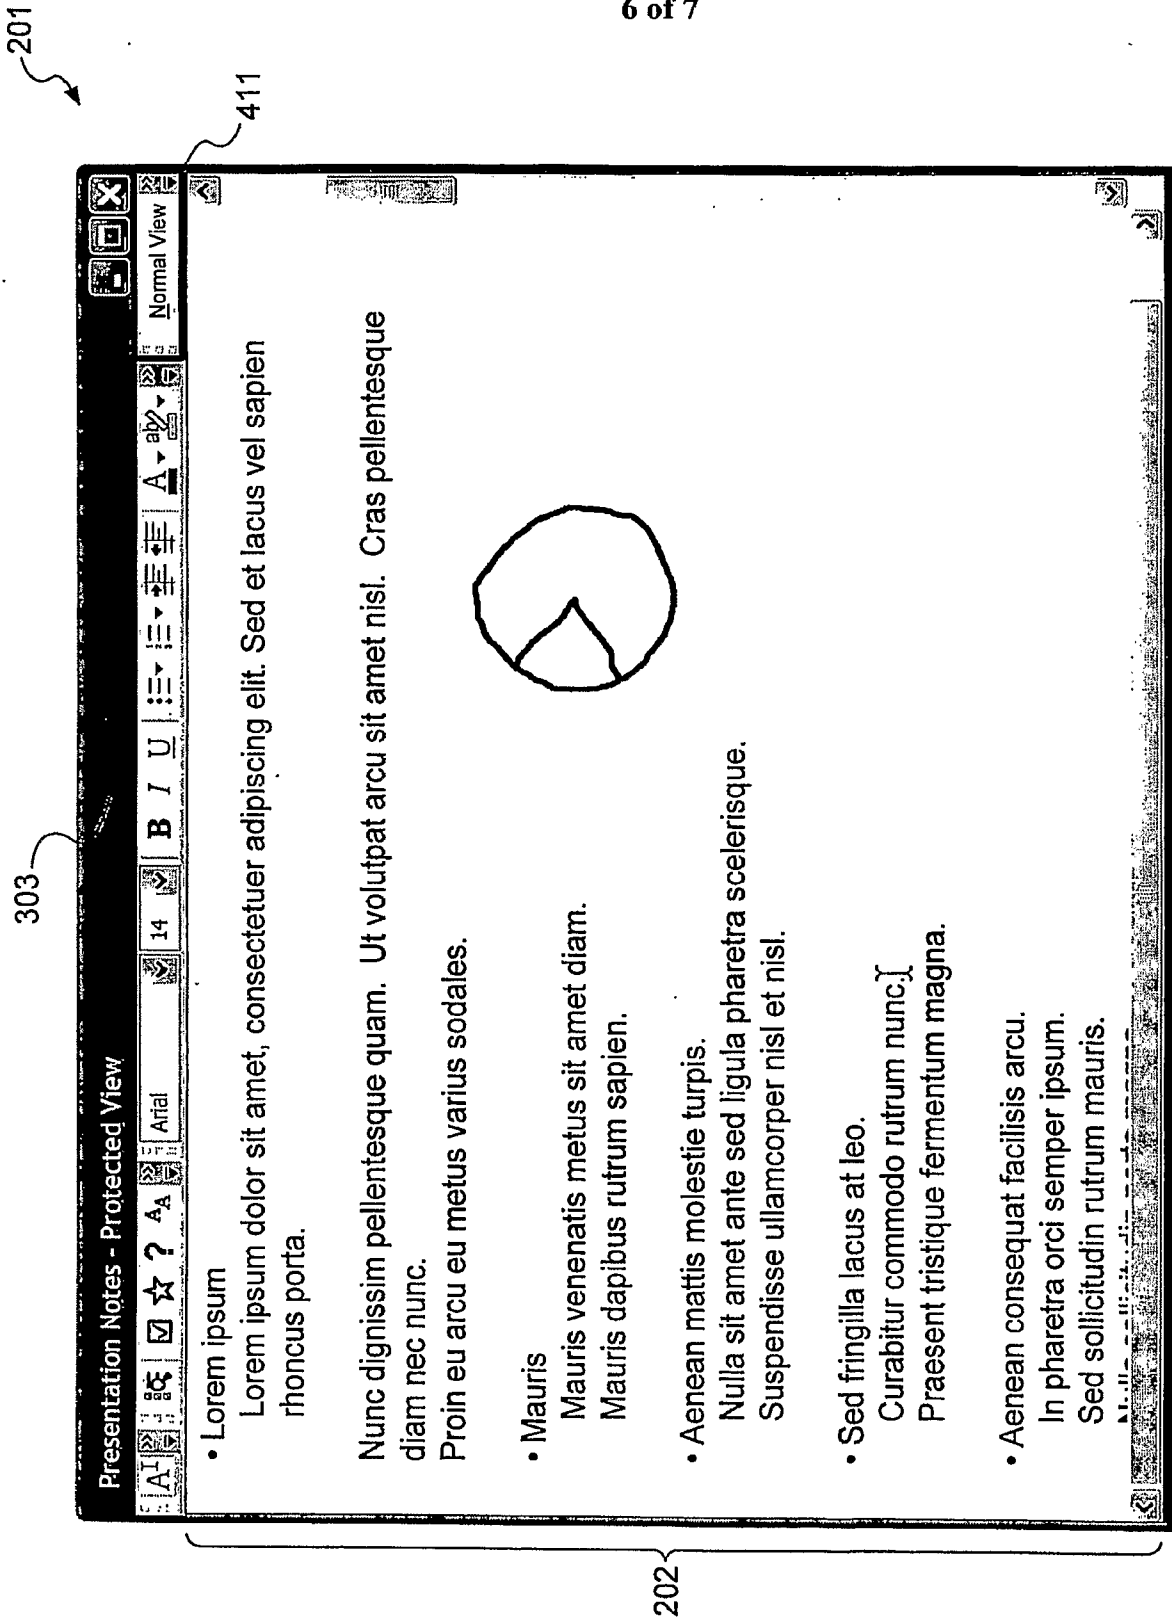 6 of 7
201
303
411
Presentation Notes - Protected View
A ? AA Arial 14 B I U A ab Normal View
• Lorem ipsum
Lorem ipsum dolor sit amet, consectetuer adipiscing elit. Sed et lacus vel sapien
rhoncus porta.
Nunc dignissim pellentesque quam. Ut volutpat arcu sit amet nisl. Cras pellentesque
diam nec nunc.
Proin eu arcu eu metus varius sodales.
• Mauris
Mauris venenatis metus sit amet diam.
Mauris dapibus rutrum sapien.
• Aenean mattis molestie turpis.
Nulla sit amet ante sed ligula pharetra scelerisque.
Suspendisse ullamcorper nisl et nisl.
• Sed fringilla lacus at leo.
Curabitur commodo rutrum nunc.
Praesent tristique fermentum magna.
• Aenean consequat facilisis arcu.
In pharetra orci semper ipsum.
Sed sollicitudin rutrum mauris.
202